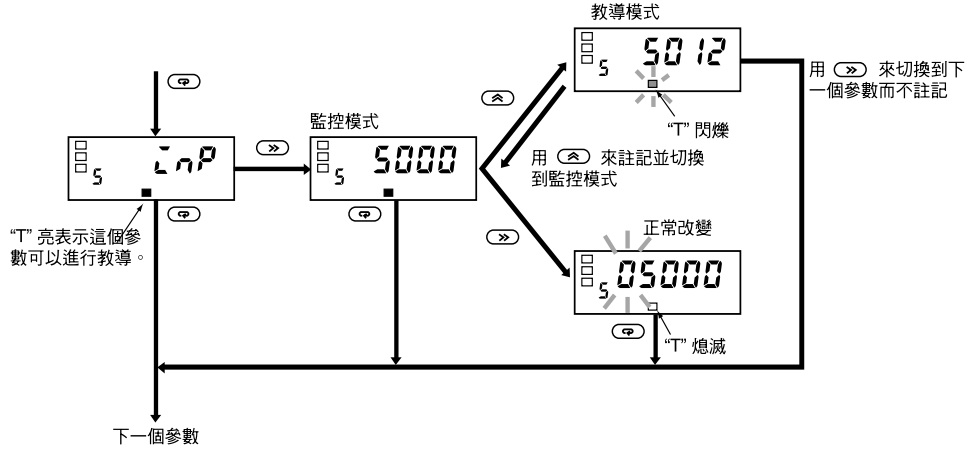 教導模式
5012
S
用 來切換到下
一個參數而不註記
“T” 閃爍
監控模式
inP
S
5000
S
用 來註記並切換
到監控模式
“T” 亮表示這個參
數可以進行教導。
正常改變
05000
S
“T” 熄滅
下一個參數